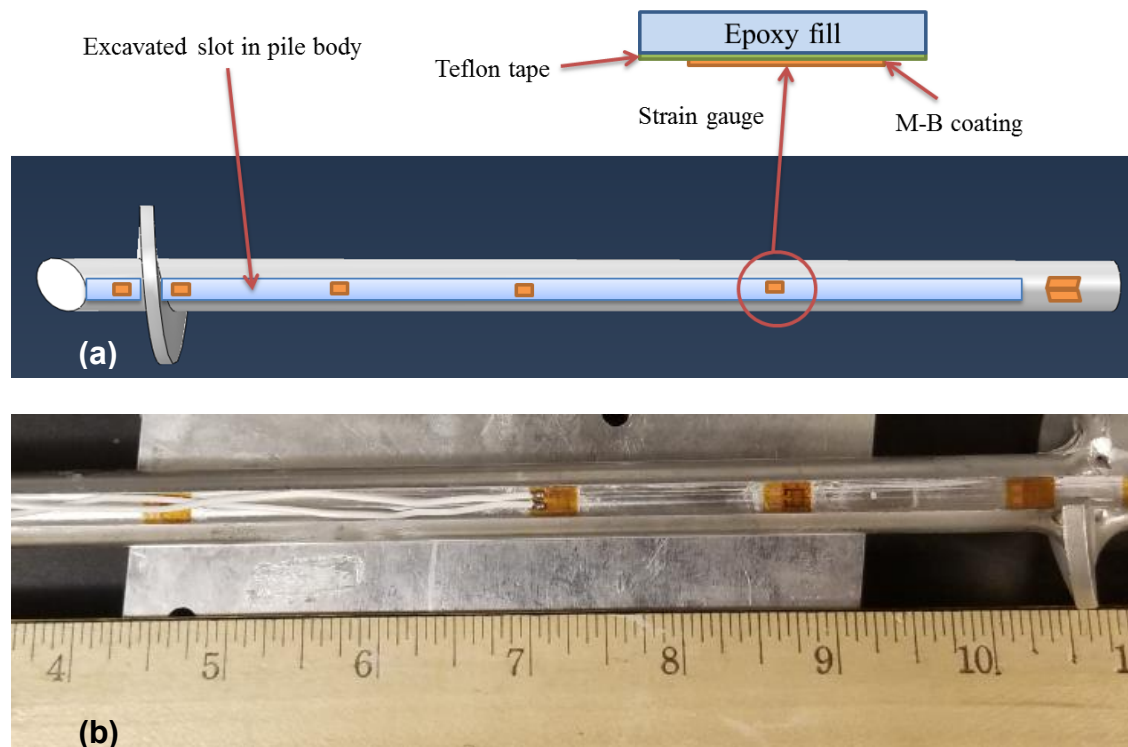 Epoxy fill
Excavated slot in pile body
Teflon tape
Strain gauge
M-B coating
(a)
4 5 6 7 8 9 10 1
(b)